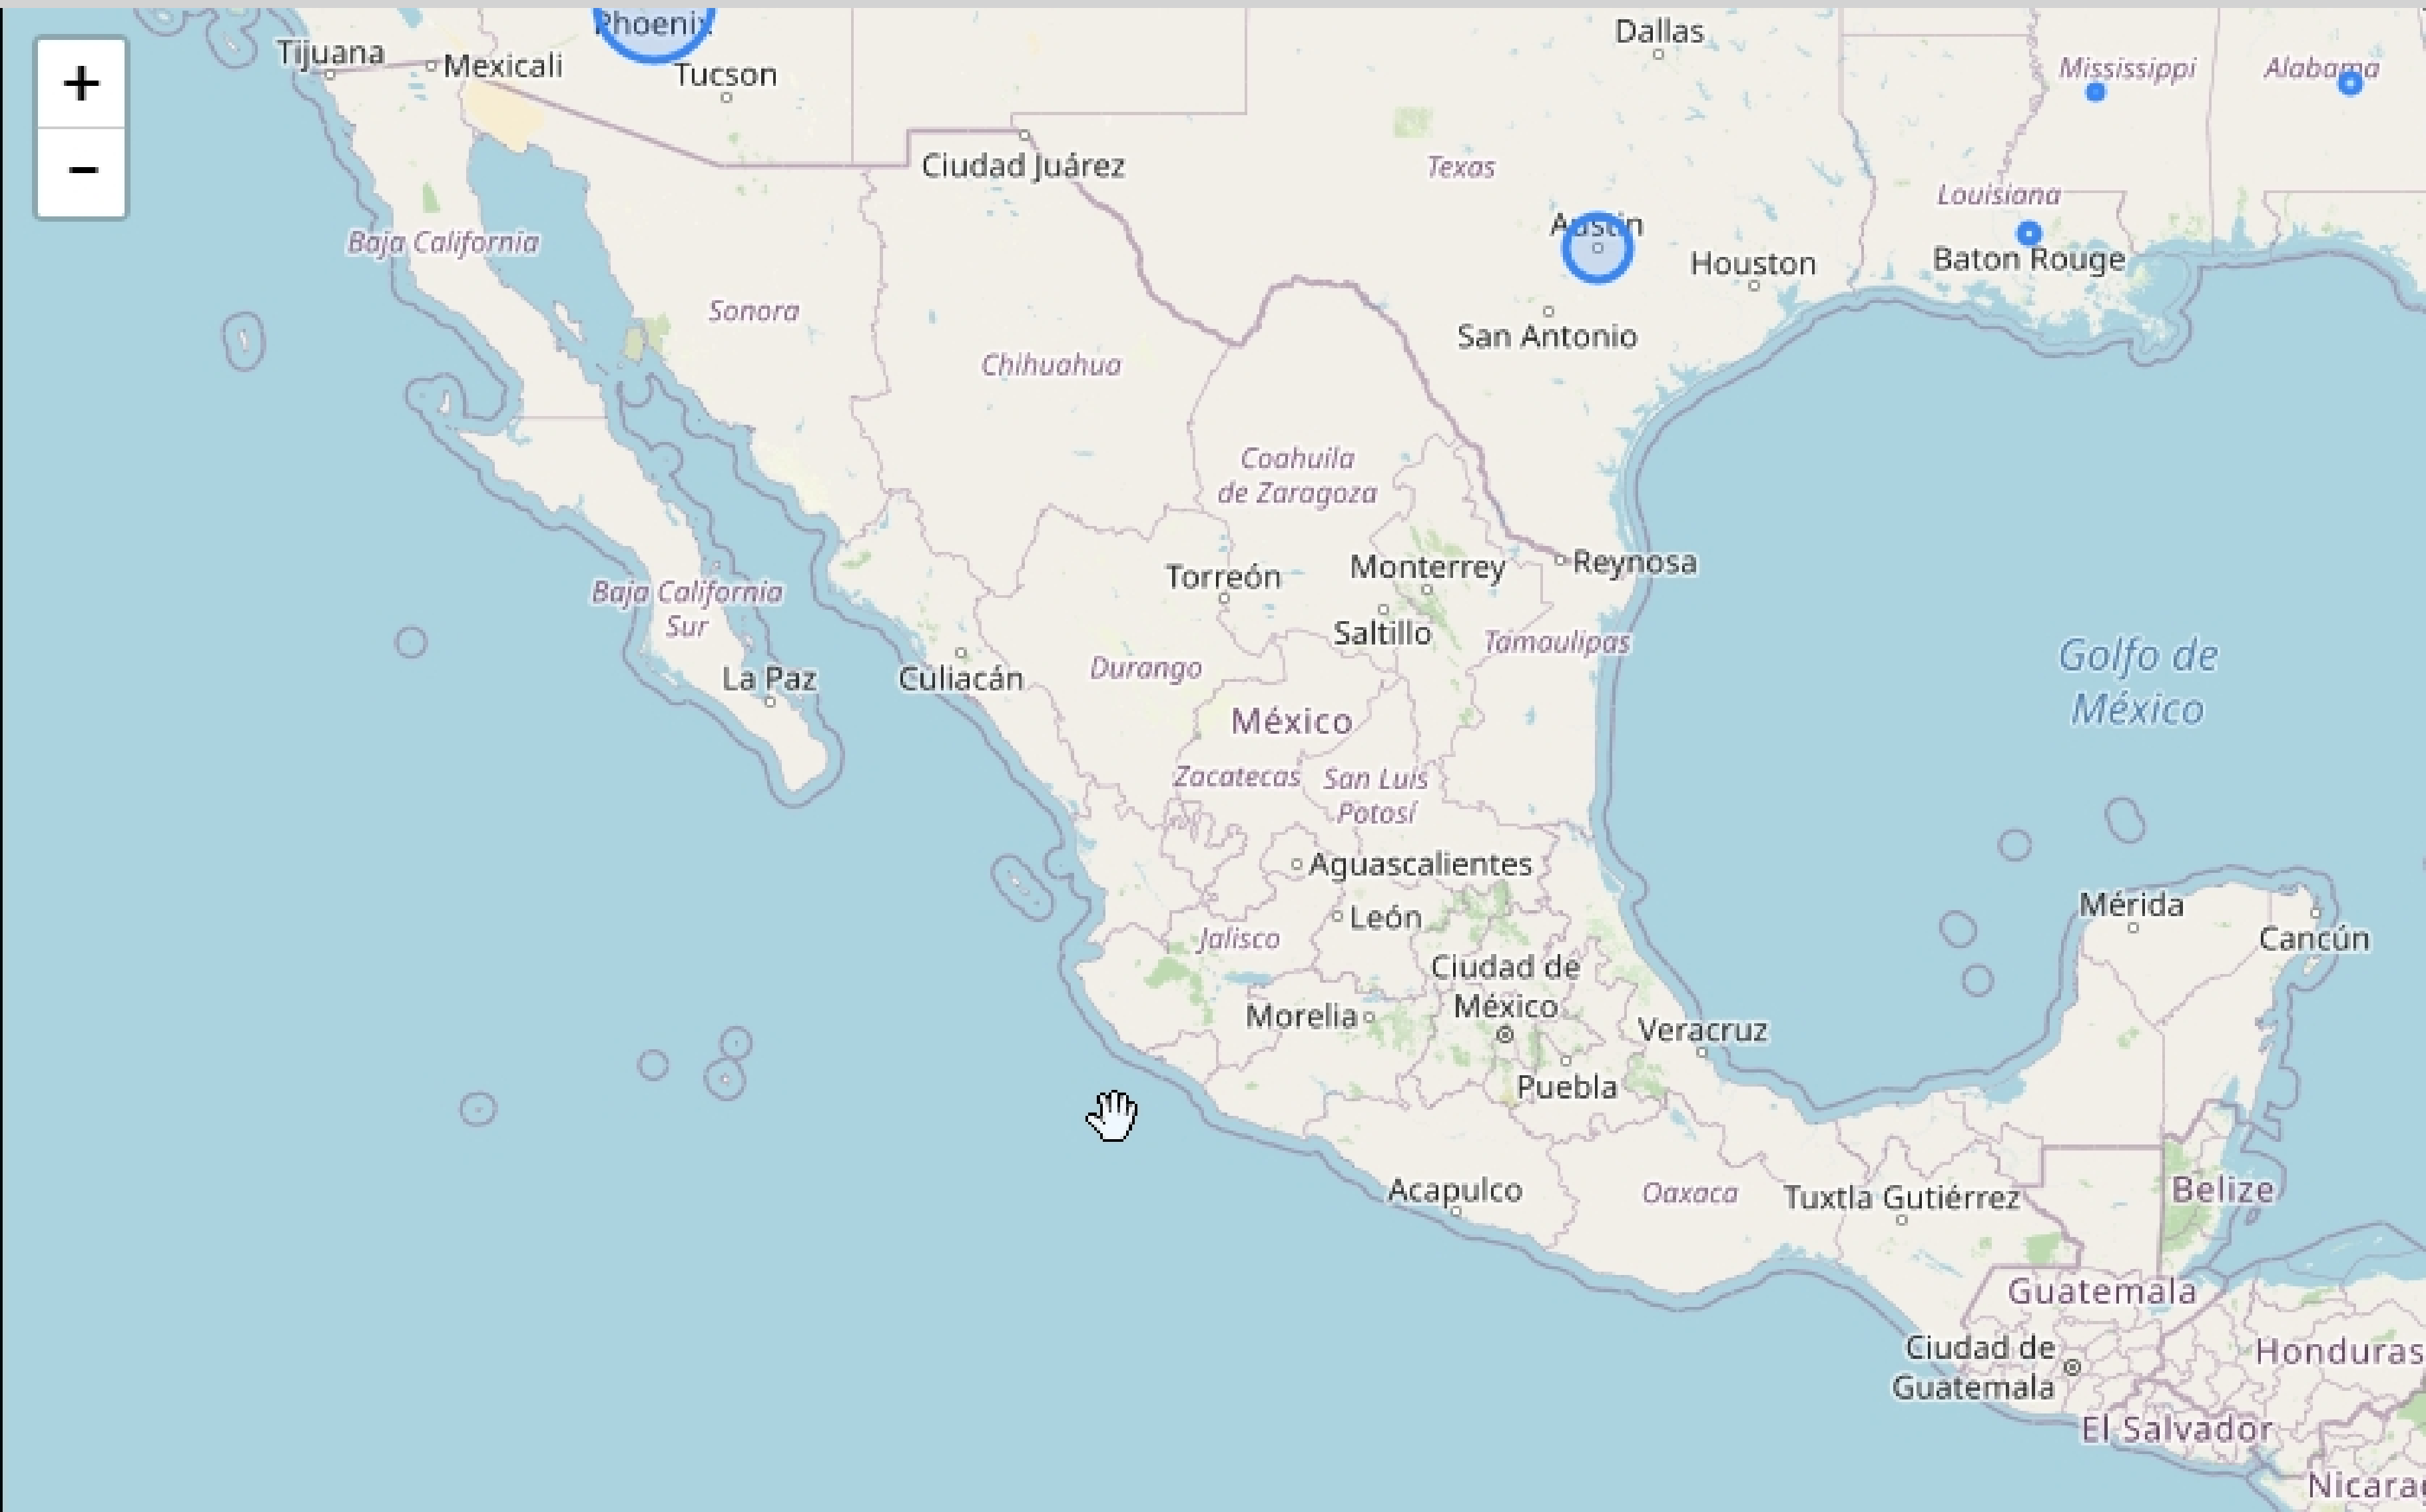 Phoenix
Dallas
Tijuana
Mexicali
Tucson
Mississippi
Alabama
+
−
Ciudad Juárez
Texas
Louisiana
Austin
Baja California
Houston
Baton Rouge
Sonora
San Antonio
Chihuahua
Coahuila
de Zaragoza
Torreón
Monterrey
Reynosa
Baja California
Sur
Saltillo
Tamaulipas
Golfo de
México
La Paz
Culiacán
Durango
México
Zacatecas
San Luis
Potosí
Aguascalientes
León
Mérida
Cancún
Jalisco
Ciudad de
México
Morelia
Veracruz
Puebla
Acapulco
Oaxaca
Tuxtla Gutiérrez
Belize
Guatemala
Ciudad de
Guatemala
Honduras
El Salvador
Nicara